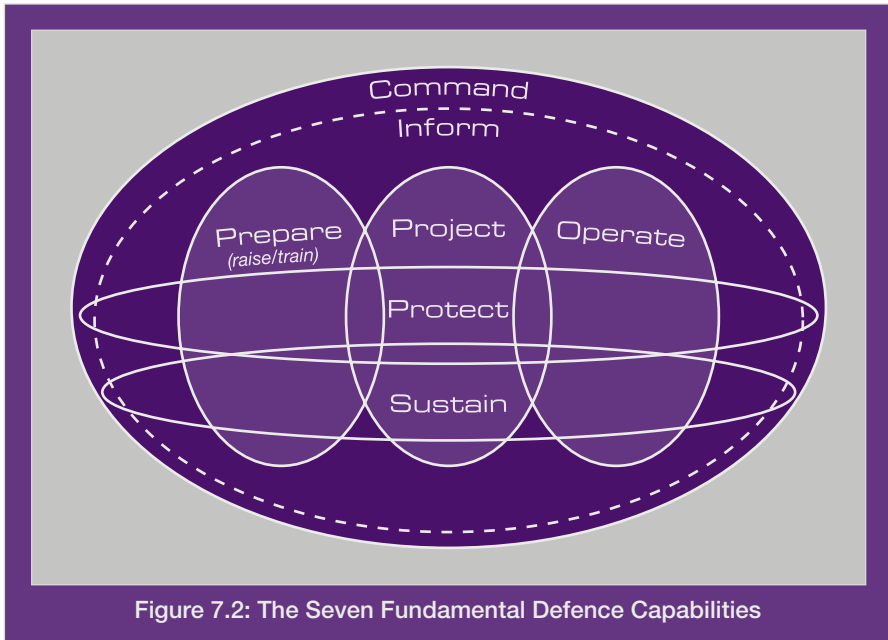 Command
Inform
Prepare
(raise/train)
Project
Operate
Protect
Sustain
Figure 7.2: The Seven Fundamental Defence Capabilities